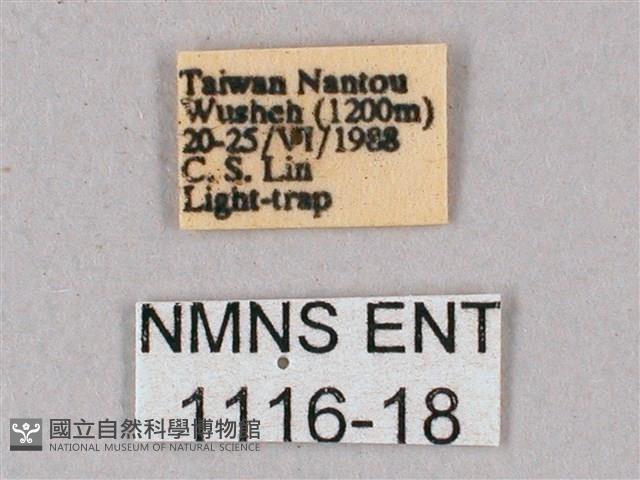 Taiwan Nantou
Wusheh (1200m)
20-25/VI/1988
C. S. Lin
Light-trap
NMNS ENT
1116-18
國立自然科學博物館
NATIONAL MUSEUM OF NATURAL SCIENCE